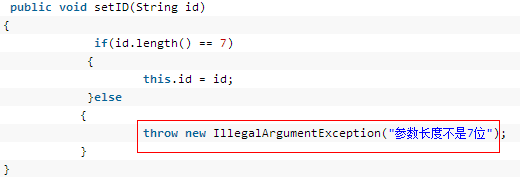 public void setID(String id)
{
if(id.length() == 7)
{
this.id = id;
}else
{
throw new IllegalArgumentException("参数长度不是7位");
}
}